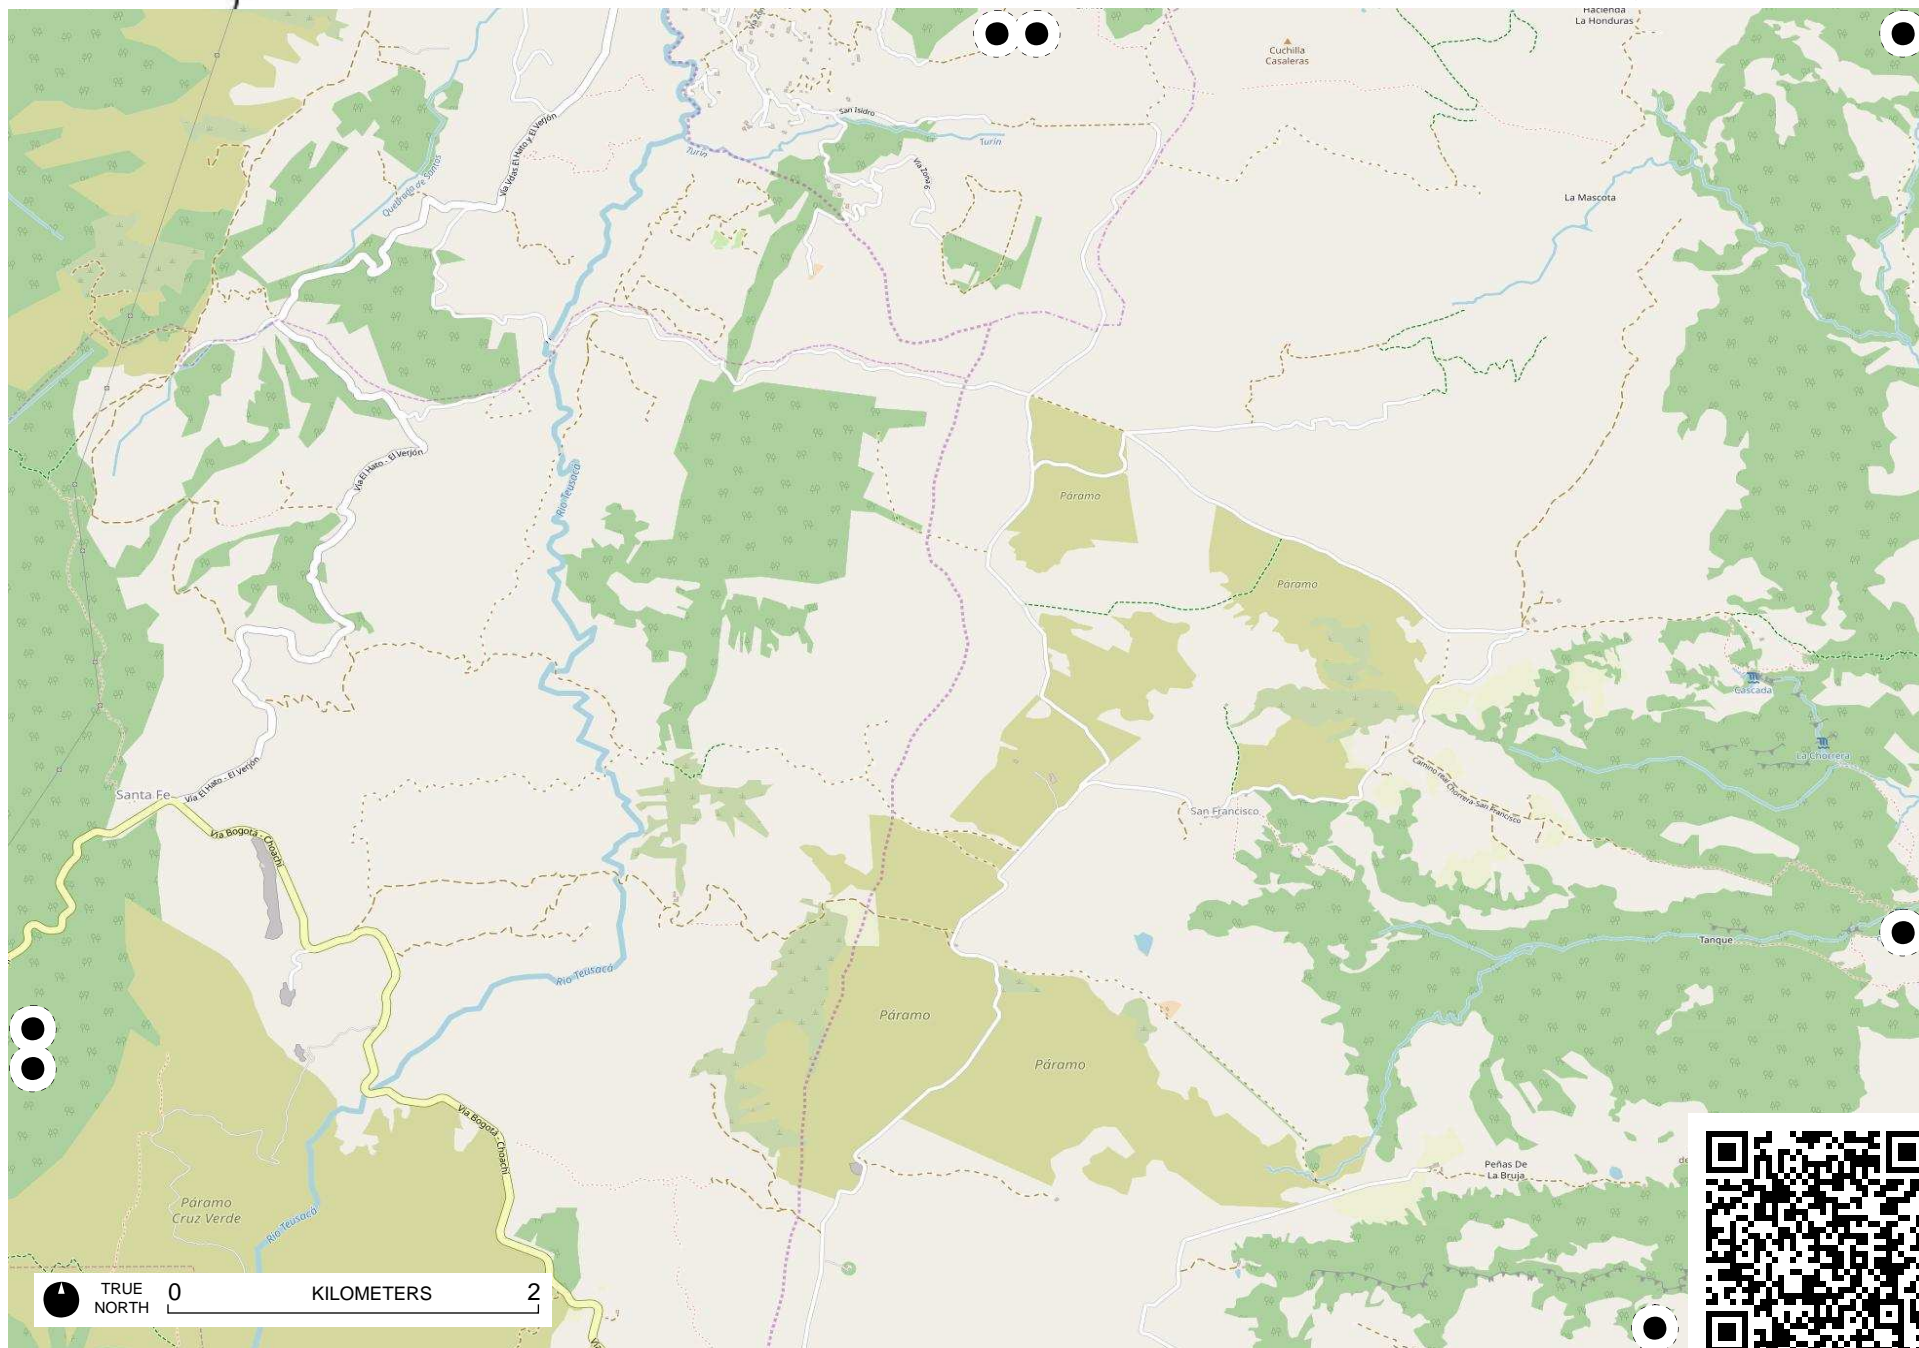 Hacienda
La Honduras
Cuchilla
Casaleras
San Isidro
Turín
Turín
Vía Vdas El Hato y El Verjón
Quebrada de Santos
Vía Zona 6
La Mascota
Vía El Hato - El Verjón
Río Teusacá
Páramo
Páramo
Cascada
La Chorrera
Camino real Chorrera-San Francisco
San Francisco
Santa Fe
Vía El Hato - El Verjón
Vía Bogotá - Choachí
Tanque
Río Teusacá
Páramo
Páramo
Vía Bogotá - Choachí
Peñas De
La Bruja
de
Páramo
Cruz Verde
Río Teusacá
TRUE
NORTH
0
KILOMETERS
2